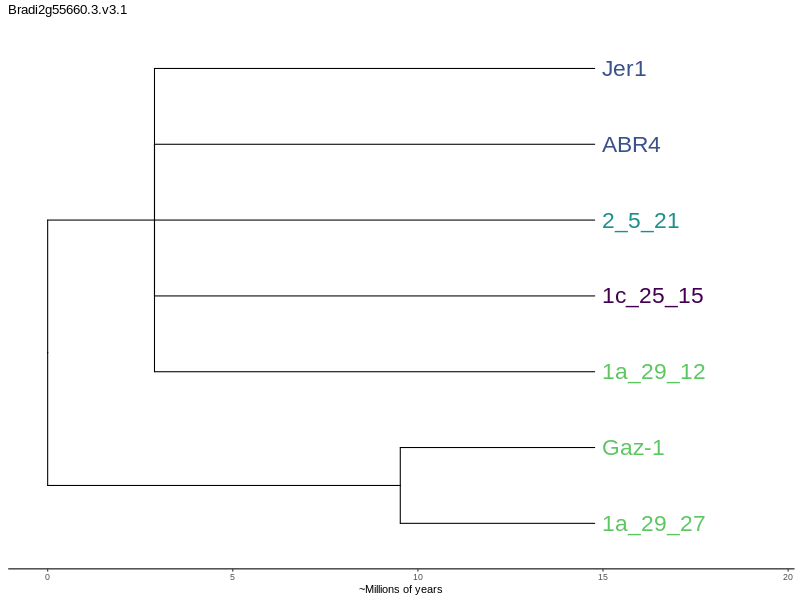 Bradi2g55660.3.v3.1
Jer1
ABR4
2_5_21
1c_25_15
1a_29_12
Gaz-1
1a_29_27
0 5 10 15 20
~Millions of years